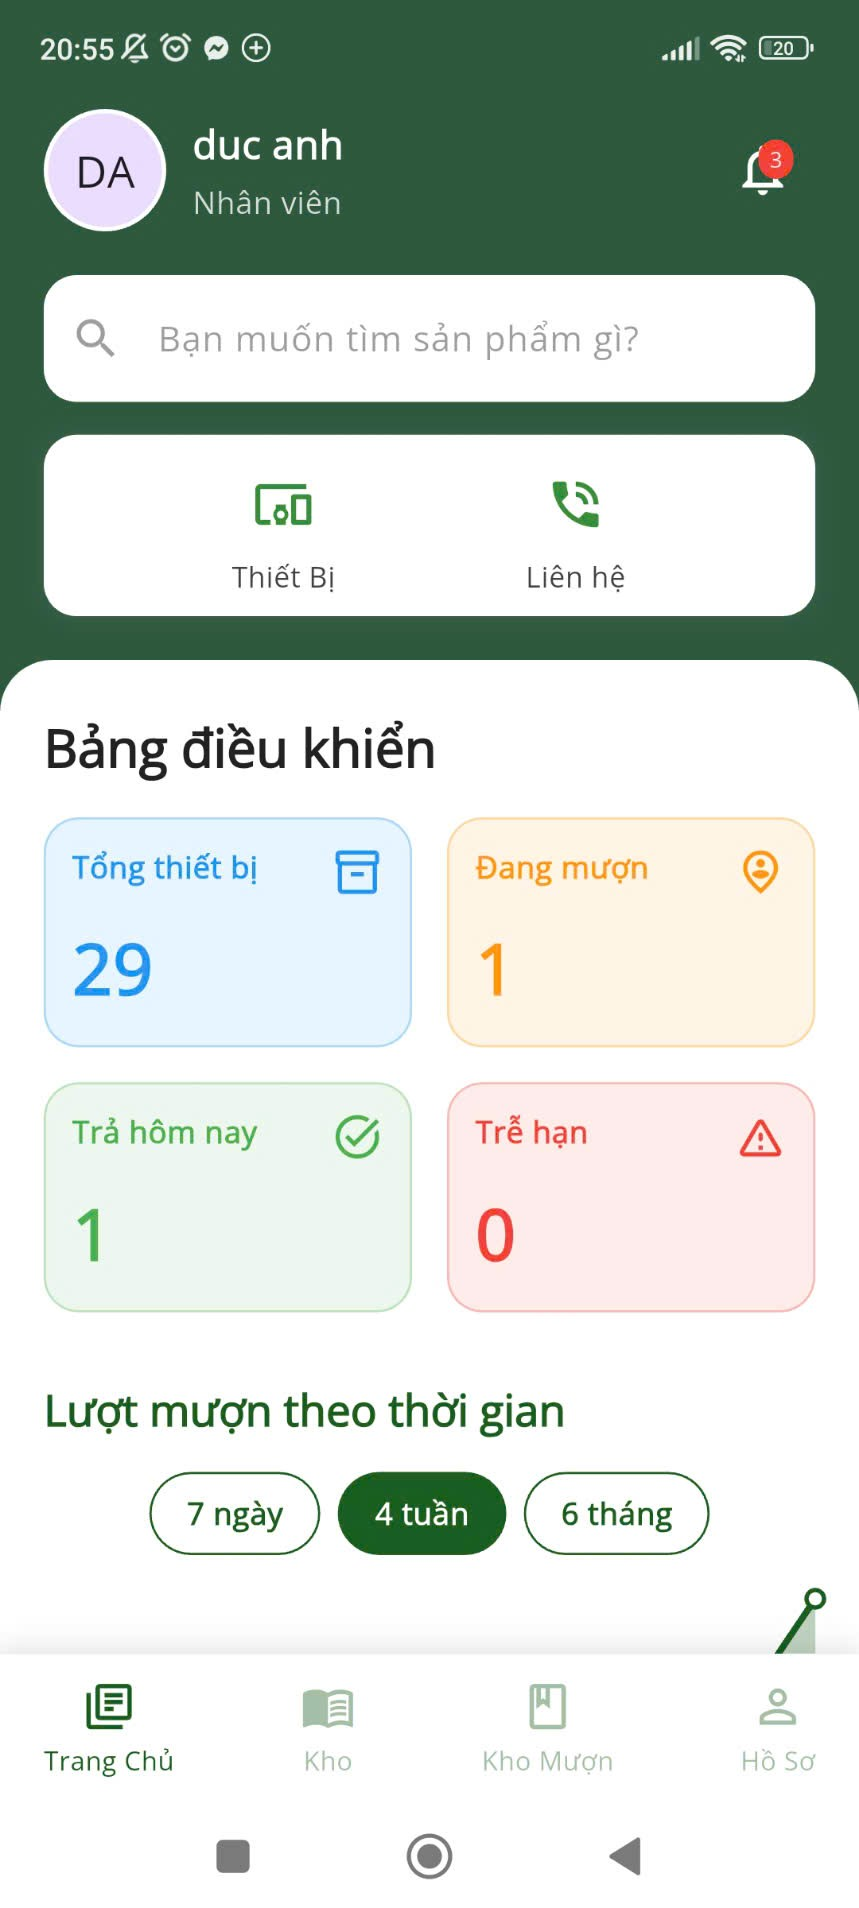 20:55
20
DA
duc anh
Nhân viên
3
Bạn muốn tìm sản phẩm gì?
Thiết Bị
Liên hệ
Bảng điều khiển
Tổng thiết bị
29
Đang mượn
1
Trả hôm nay
1
Trễ hạn
0
Lượt mượn theo thời gian
7 ngày
4 tuần
6 tháng
Trang Chủ
Kho
Kho Mượn
Hồ Sơ